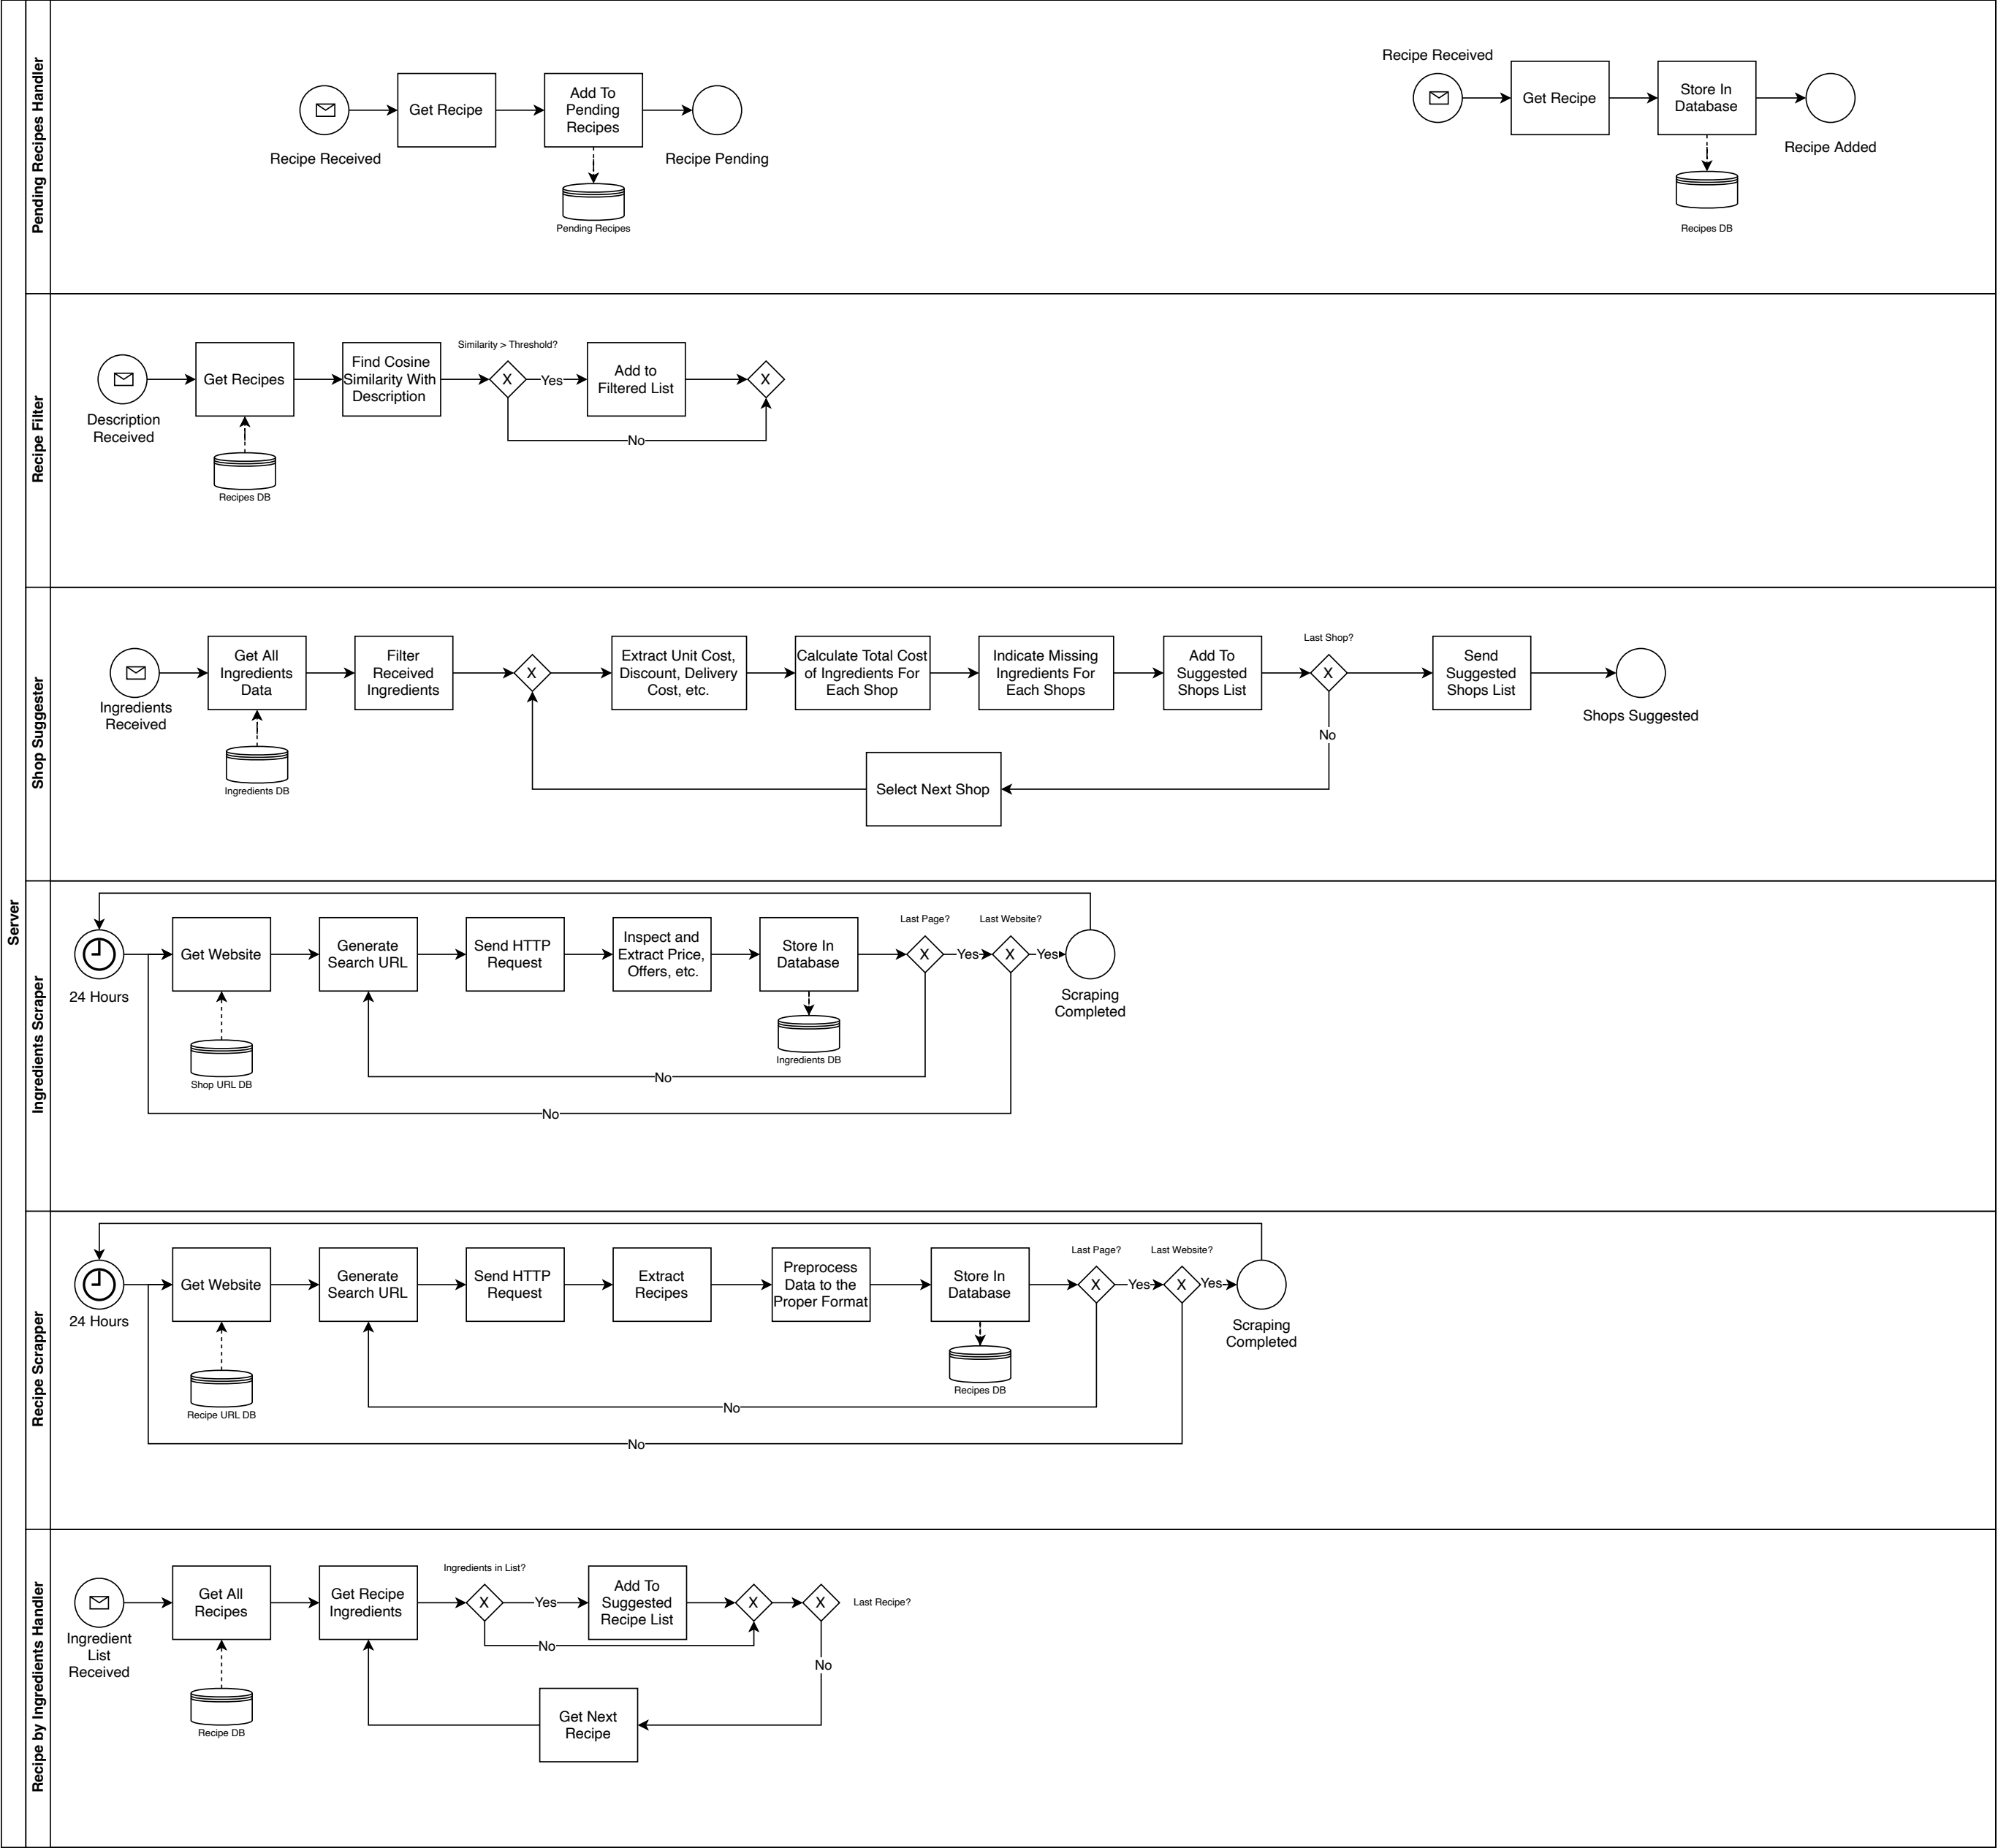 Server
Pending Recipes Handler
Recipe Received
Get Recipe
Add To
Pending
Recipes
Recipe Pending
Pending Recipes
Recipe Received
Get Recipe
Store In
Database
Recipe Added
Recipes DB
Recipe Filter
Description
Received
Get Recipes
Recipes DB
Find Cosine
Similarity With
Description
Similarity > Threshold?
X
Yes
Add to
Filtered List
X
No
Shop Suggester
Ingredients
Received
Get All
Ingredients
Data
Ingredients DB
Filter
Received
Ingredients
X
Extract Unit Cost,
Discount, Delivery
Cost, etc.
Calculate Total Cost
of Ingredients For
Each Shop
Indicate Missing
Ingredients For
Each Shops
Add To
Suggested
Shops List
Last Shop?
X
Send
Suggested
Shops List
Shops Suggested
No
Select Next Shop
Ingredients Scraper
24 Hours
Get Website
Shop URL DB
Generate
Search URL
Send HTTP
Request
Inspect and
Extract Price,
Offers, etc.
Store In
Database
Ingredients DB
Last Page?
X
Yes
Last Website?
X
Yes
Scraping
Completed
No
No
Recipe Scrapper
24 Hours
Get Website
Recipe URL DB
Generate
Search URL
Send HTTP
Request
Extract
Recipes
Preprocess
Data to the
Proper Format
Store In
Database
Recipes DB
Last Page?
X
Yes
Last Website?
X
Yes
Scraping
Completed
No
No
Recipe by Ingredients Handler
Ingredient
List
Received
Get All
Recipes
Recipe DB
Get Recipe
Ingredients
Ingredients in List?
X
Yes
Add To
Suggested
Recipe List
X
X
Last Recipe?
No
No
Get Next
Recipe